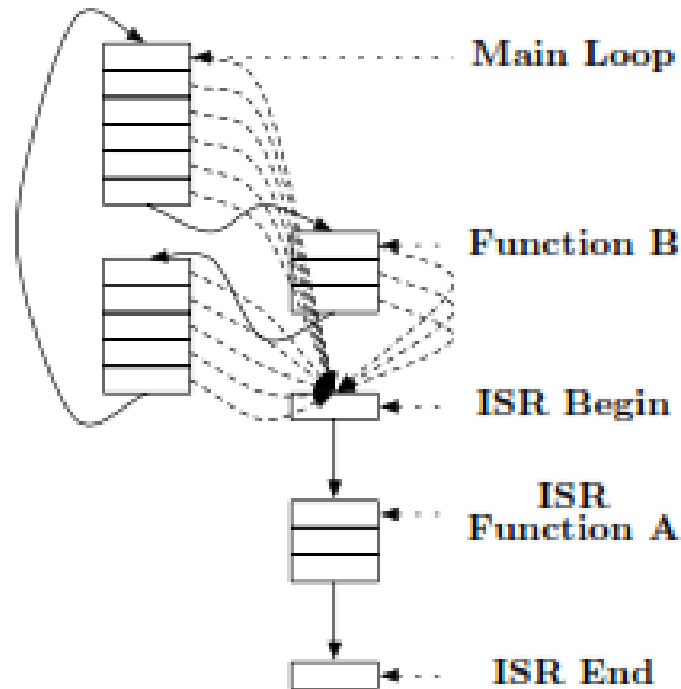 Main Loop
Function B
ISR Begin
ISR
Function A
ISR End